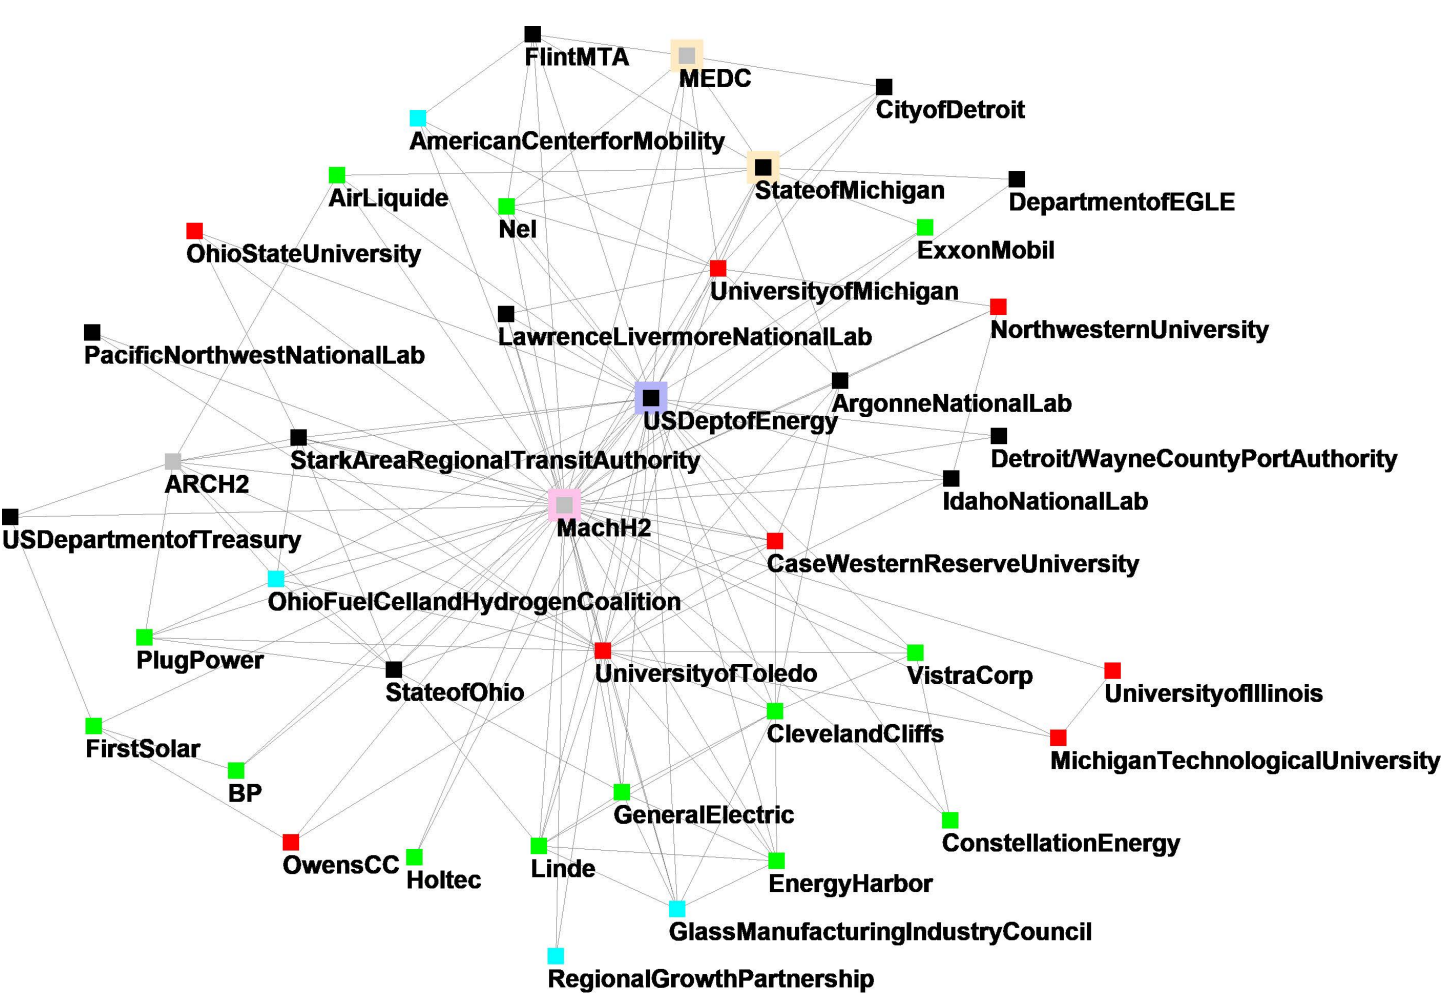 FlintMTA
MEDC
CityofDetroit
AmericanCenterforMobility
StateofMichigan
AirLiquide
DepartmentofEGLE
Nel
OhioStateUniversity
ExxonMobil
UniversityofMichigan
LawrenceLivermoreNationalLab
NorthwesternUniversity
PacificNorthwestNationalLab
ArgonneNationalLab
USDeptofEnergy
StarkAreaRegionalTransitAuthority
Detroit/WayneCountyPortAuthority
ARCH2
IdahoNationalLab
MachH2
USDepartmentofTreasury
CaseWesternReserveUniversity
OhioFuelCellandHydrogenCoalition
PlugPower
UniversityofToledo
VistraCorp
StateofOhio
UniversityofIllinois
ClevelandCliffs
FirstSolar
MichiganTechnologicalUniversity
BP
GeneralElectric
ConstellationEnergy
OwensCC
Linde
Holtec
EnergyHarbor
GlassManufacturingIndustryCouncil
RegionalGrowthPartnership